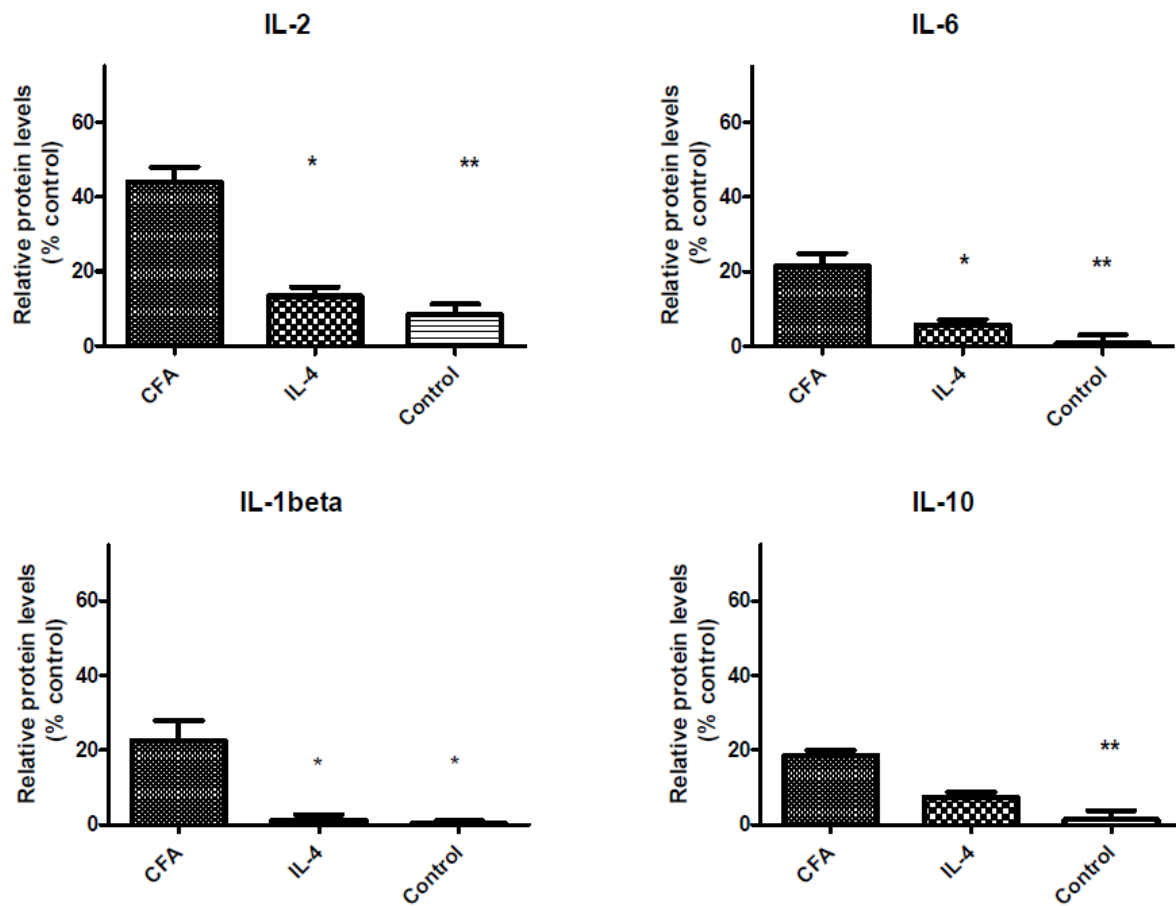 IL-2
Relative protein levels
(% control)
60
40
20
0
*
**
CFA
IL-4
Control
IL-6
Relative protein levels
(% control)
60
40
20
0
*
**
CFA
IL-4
Control
IL-1beta
Relative protein levels
(% control)
60
40
20
0
*
*
CFA
IL-4
Control
IL-10
Relative protein levels
(% control)
60
40
20
0
**
CFA
IL-4
Control